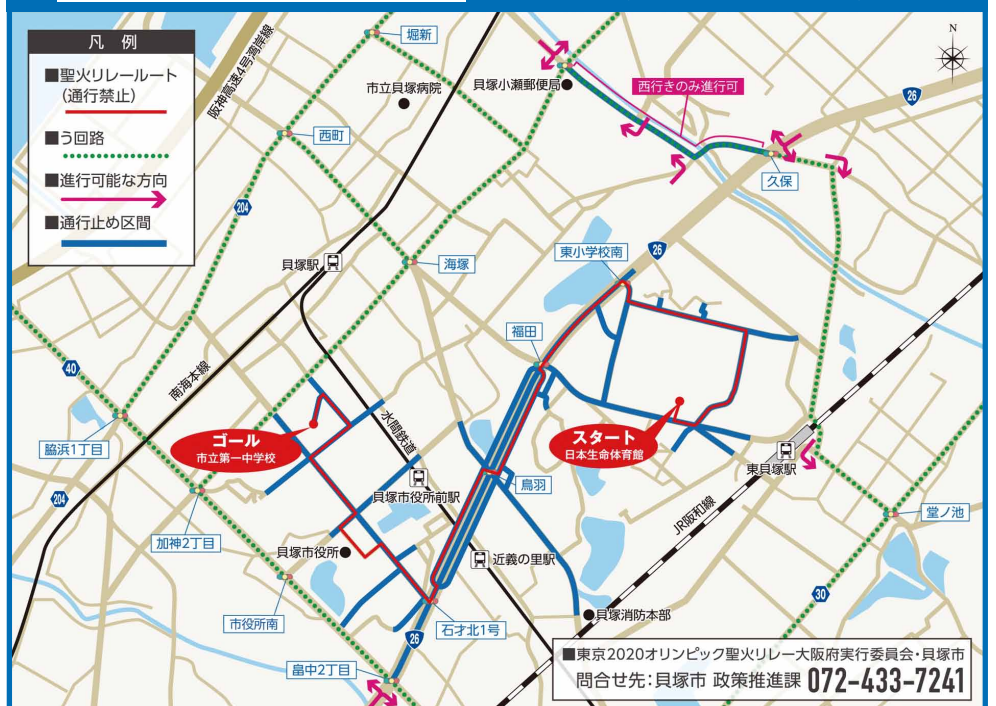 凡 例
■聖火リレールート
(通行禁止)
■う回路
■進行可能な方向
■通行止め区間
阪神高速4号湾岸線
堀新
市立貝塚病院
貝塚小瀬郵便局
西行きのみ進行可
26
N
西町
久保
204
貝塚駅
海塚
東小学校南
26
福田
40
南海本線
水間鉄道
脇浜1丁目
ゴール
市立第一中学校
スタート
日本生命体育館
東貝塚駅
204
貝塚市役所前駅
鳥羽
JR阪和線
堂ノ池
加神2丁目
貝塚市役所
近義の里駅
30
市役所南
石才北1号
貝塚消防本部
26
畠中2丁目
■東京2020オリンピック聖火リレー大阪府実行委員会・貝塚市
問合せ先:貝塚市 政策推進課 072-433-7241